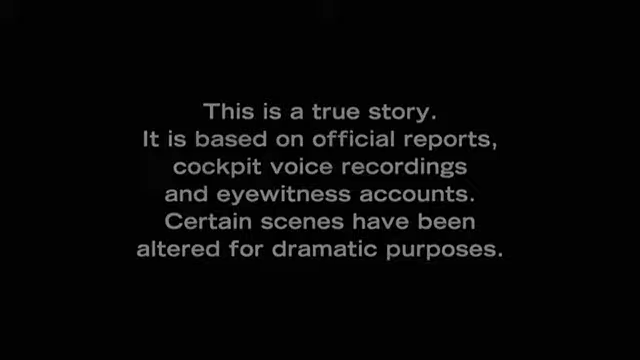 This is a true story.
It is based on official reports,
cockpit voice recordings
and eyewitness accounts.
Certain scenes have been
altered for dramatic purposes.